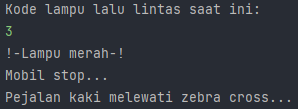 Kode lampu lalu lintas saat ini:
3
!-Lampu merah-!
Mobil stop...
Pejalan kaki melewati zebra cross...